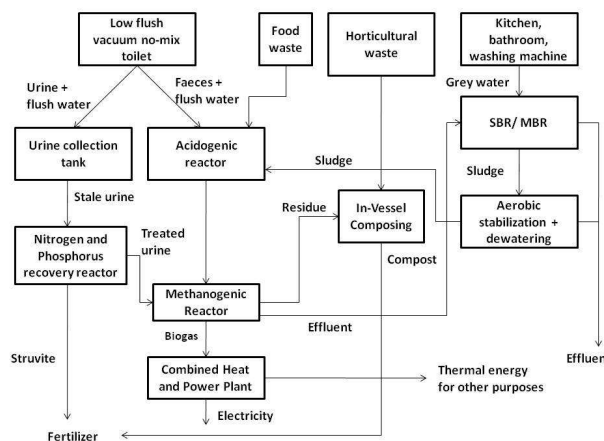 Low flush
vacuum no-mix
toilet
Food
waste
Horticultural
waste
Kitchen,
bathroom,
washing machine
Urine +
flush water
Faeces +
flush water
Grey water
Urine collection
tank
Acidogenic
reactor
SBR/ MBR
Sludge
Sludge
Stale urine
In-Vessel
Composing
Aerobic
stabilization +
dewatering
Residue
Treated
urine
Nitrogen and
Phosphorus
recovery reactor
Compost
Methanogenic
Reactor
Effluent
Biogas
Struvite
Combined Heat
and Power Plant
Effluent
Thermal energy
for other purposes
Electricity
Fertilizer